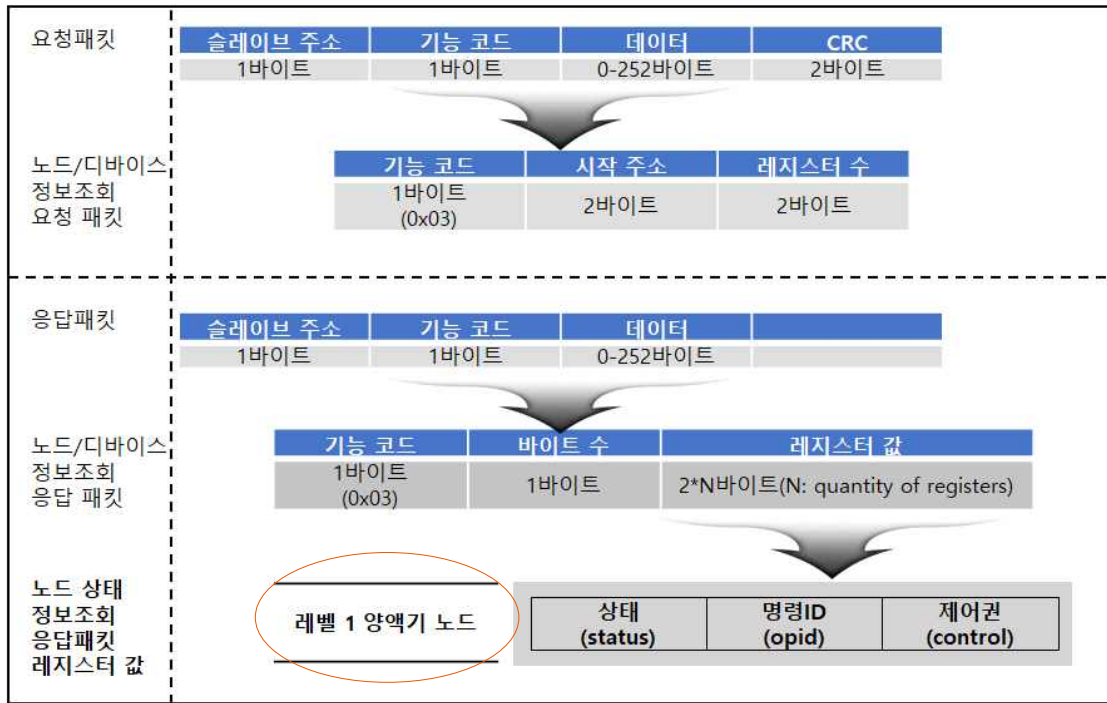 요청패킷
슬레이브 주소 기능 코드 데이터 CRC
1바이트 1바이트 0-252바이트 2바이트
노드/디바이스
정보조회
요청 패킷
기능 코드 시작 주소 레지스터 수
1바이트
(0x03)
2바이트 2바이트
응답패킷
슬레이브 주소 기능 코드 데이터
1바이트 1바이트 0-252바이트
노드/디바이스
정보조회
응답 패킷
기능 코드 바이트 수 레지스터 값
1바이트
(0x03)
1바이트 2*N바이트(N: quantity of registers)
노드 상태
정보조회
응답패킷
레지스터 값
레벨 1 양액기 노드
상태
(status)
명령ID
(opid)
제어권
(control)